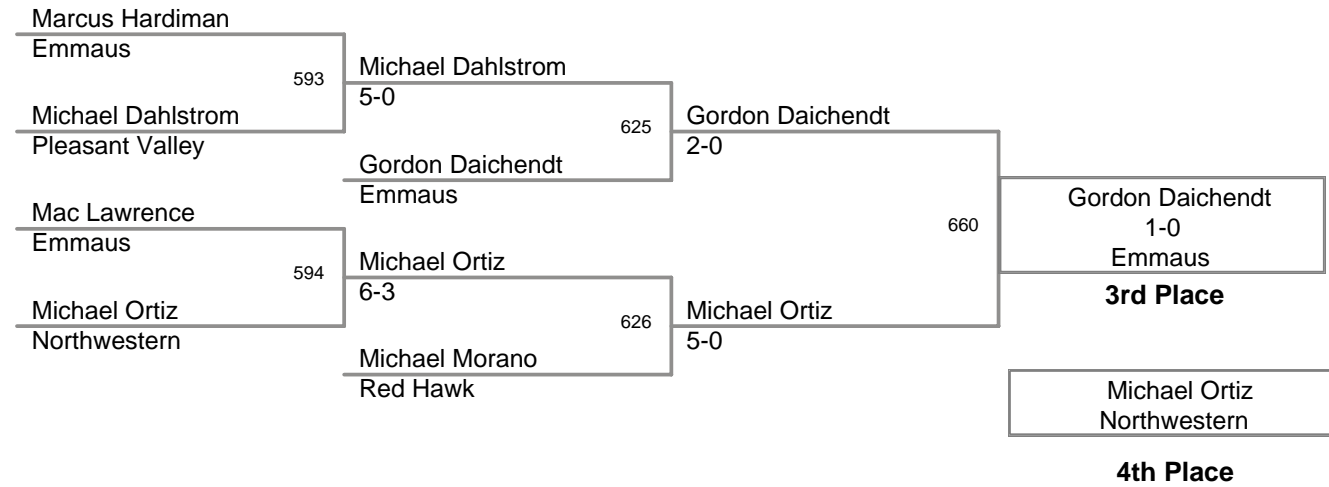 Marcus Hardiman
Emmaus
593
Michael Dahlstrom
5-0
Michael Dahlstrom
Pleasant Valley
625
Gordon Daichendt
2-0
Gordon Daichendt
Emmaus
Mac Lawrence
Emmaus
660
Gordon Daichendt
1-0
Emmaus
3rd Place
594
Michael Ortiz
6-3
Michael Ortiz
Northwestern
626
Michael Ortiz
5-0
Michael Morano
Red Hawk
Michael Ortiz
Northwestern
4th Place